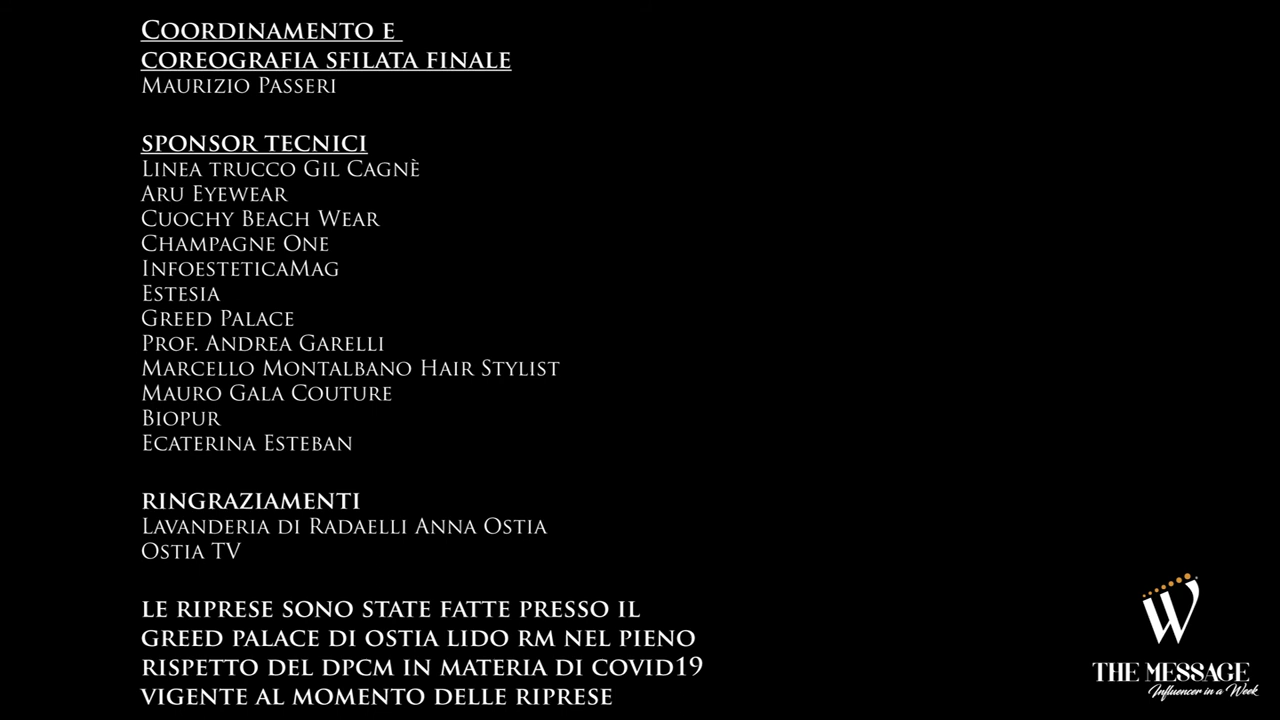 Coordinamento e
coreografia sfilata finale
Maurizio Passeri
sponsor tecnici
Linea trucco Gil Cagnè
Aru Eyewear
Cuochy Beach Wear
Champagne One
InfoesteticaMag
Estesia
Greed Palace
Prof. Andrea Garelli
Marcello Montalbano Hair Stylist
Mauro Gala Couture
Biopur
Ecaterina Esteban
ringraziamenti
Lavanderia di Radaelli Anna Ostia
Ostia TV
le riprese sono state fatte presso il
greed palace di ostia lido rm nel pieno
rispetto del dpcm in materia di covid19
vigente al momento delle riprese
W
THE MESSAGE
Influencer in a Week